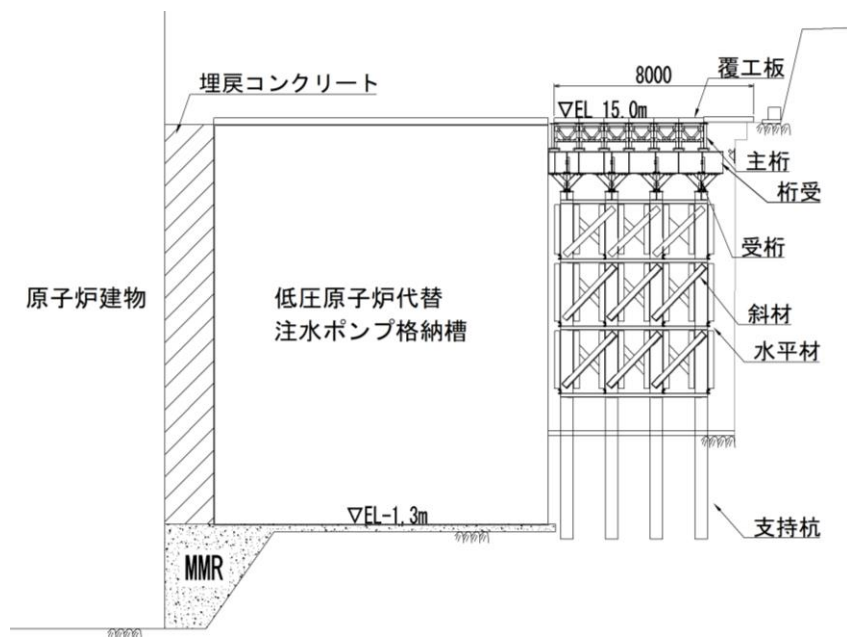 埋戻コンクリート
8000
覆工板
▽EL 15.0m
主桁
桁受
受桁
原子炉建物
低圧原子炉代替
注水ポンプ格納槽
斜材
水平材
▽EL-1.3m
支持杭
MMR